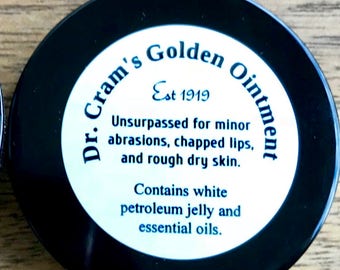 Dr. Cram's Golden Ointment
Est 1919
Unsurpassed for minor
abrasions, chapped lips,
and rough dry skin.
Contains white
petroleum jelly and
essential oils.